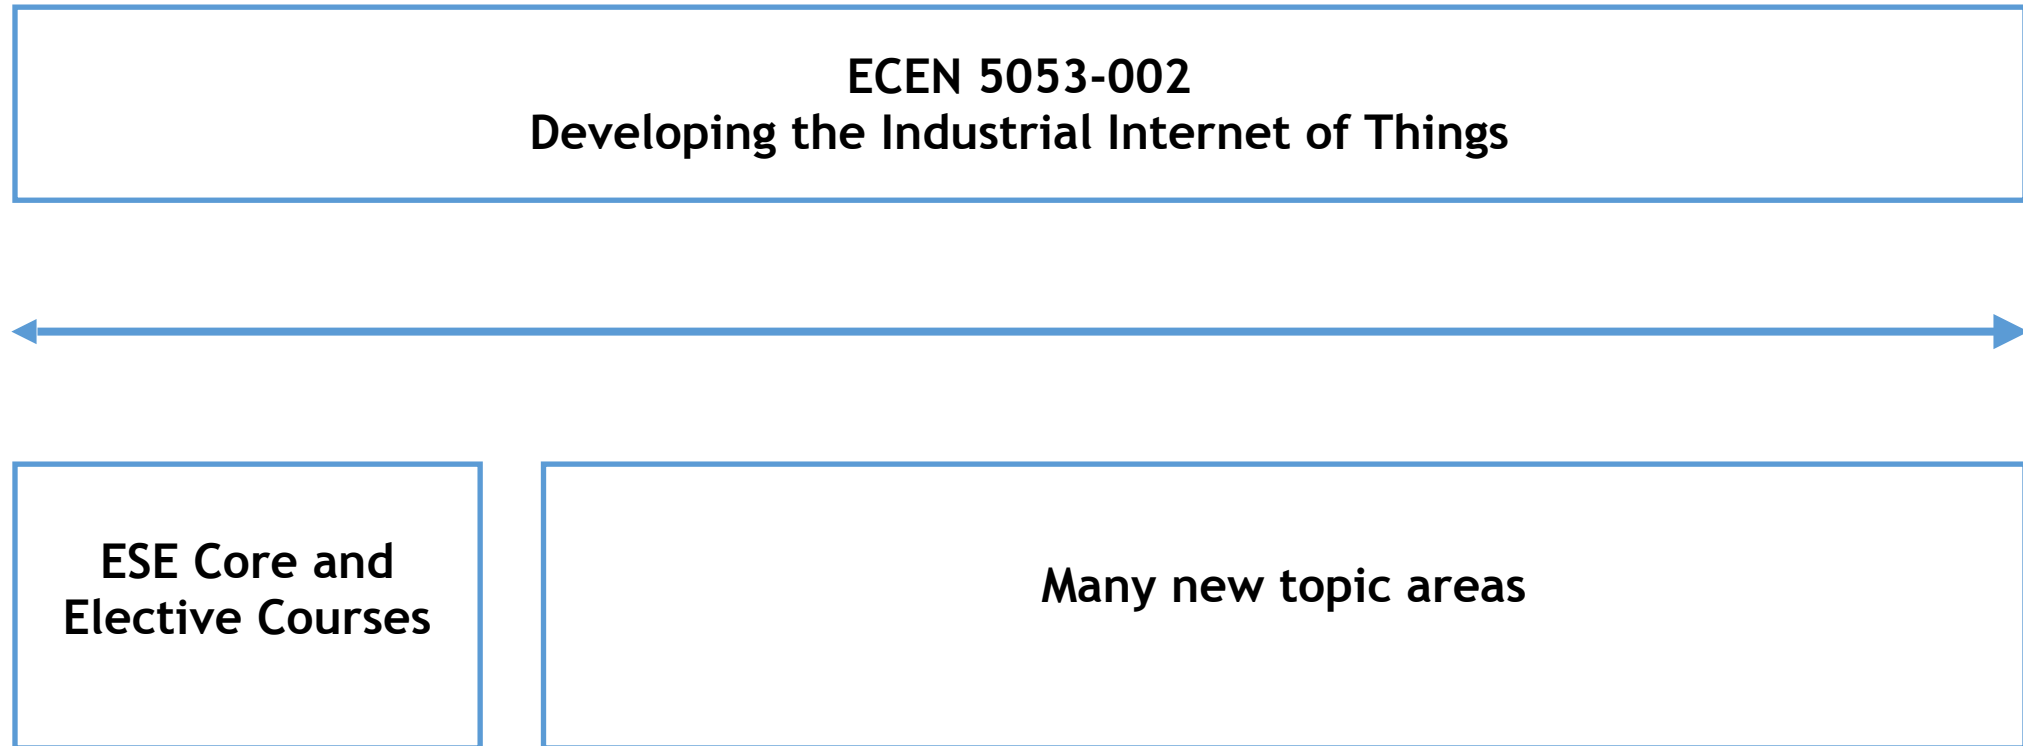 ECEN 5053-002
Developing the Industrial Internet of Things
ESE Core and
Elective Courses
Many new topic areas